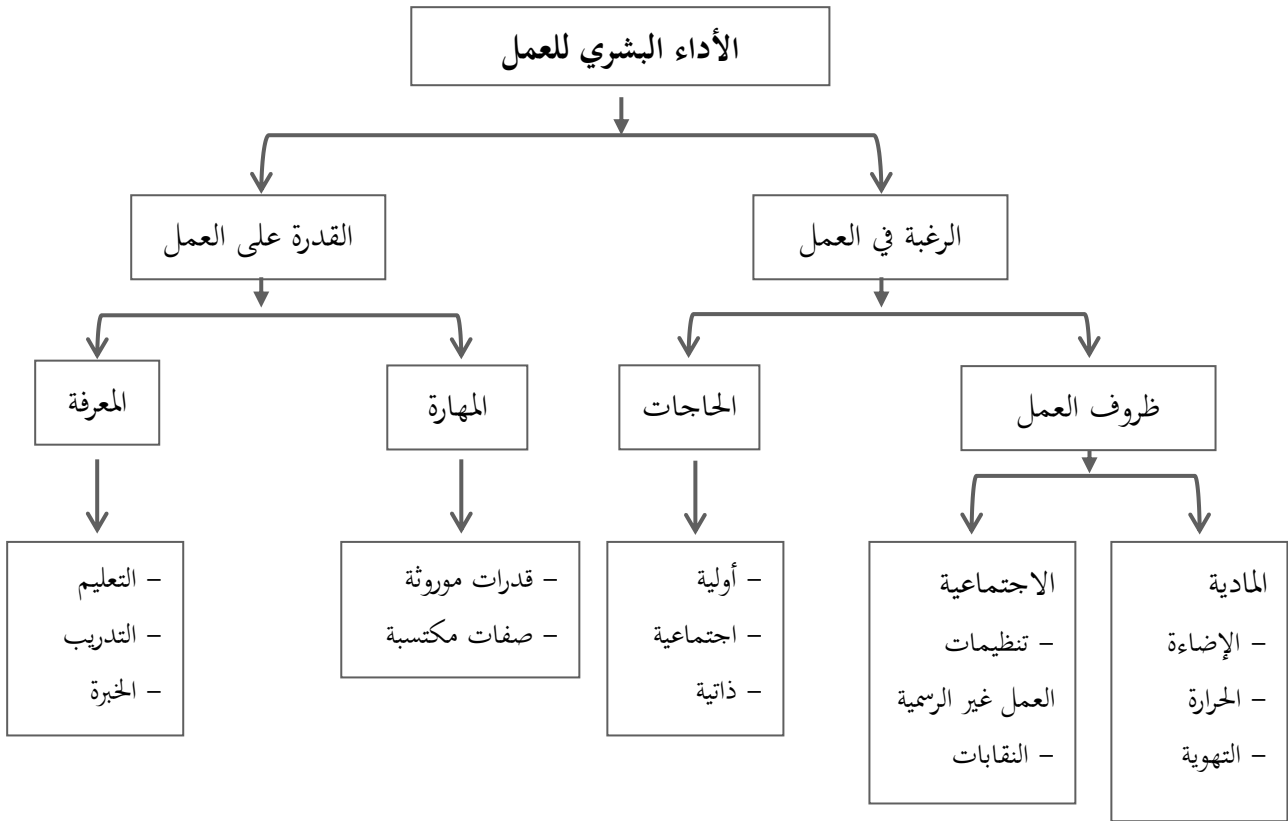 الأداء البشري للعمل
الرغبة في العمل
القدرة على العمل
ظروف العمل
الحاجات
المهارة
المعرفة
المادية
– الإضاءة
– الحرارة
– التهوية
الاجتماعية
– تنظيمات
العمل غير الرسمية
– النقابات
– أولية
– اجتماعية
– ذاتية
– قدرات موروثة
– صفات مكتسبة
– التعليم
– التدريب
– الخبرة